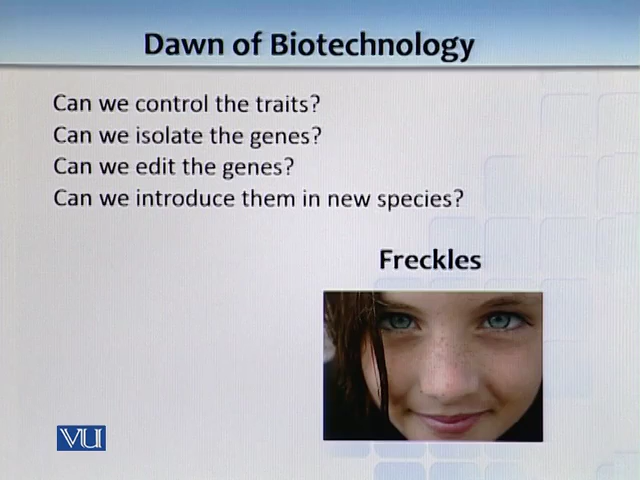 Dawn of Biotechnology
Can we control the traits?
Can we isolate the genes?
Can we edit the genes?
Can we introduce them in new species?
Freckles
VU